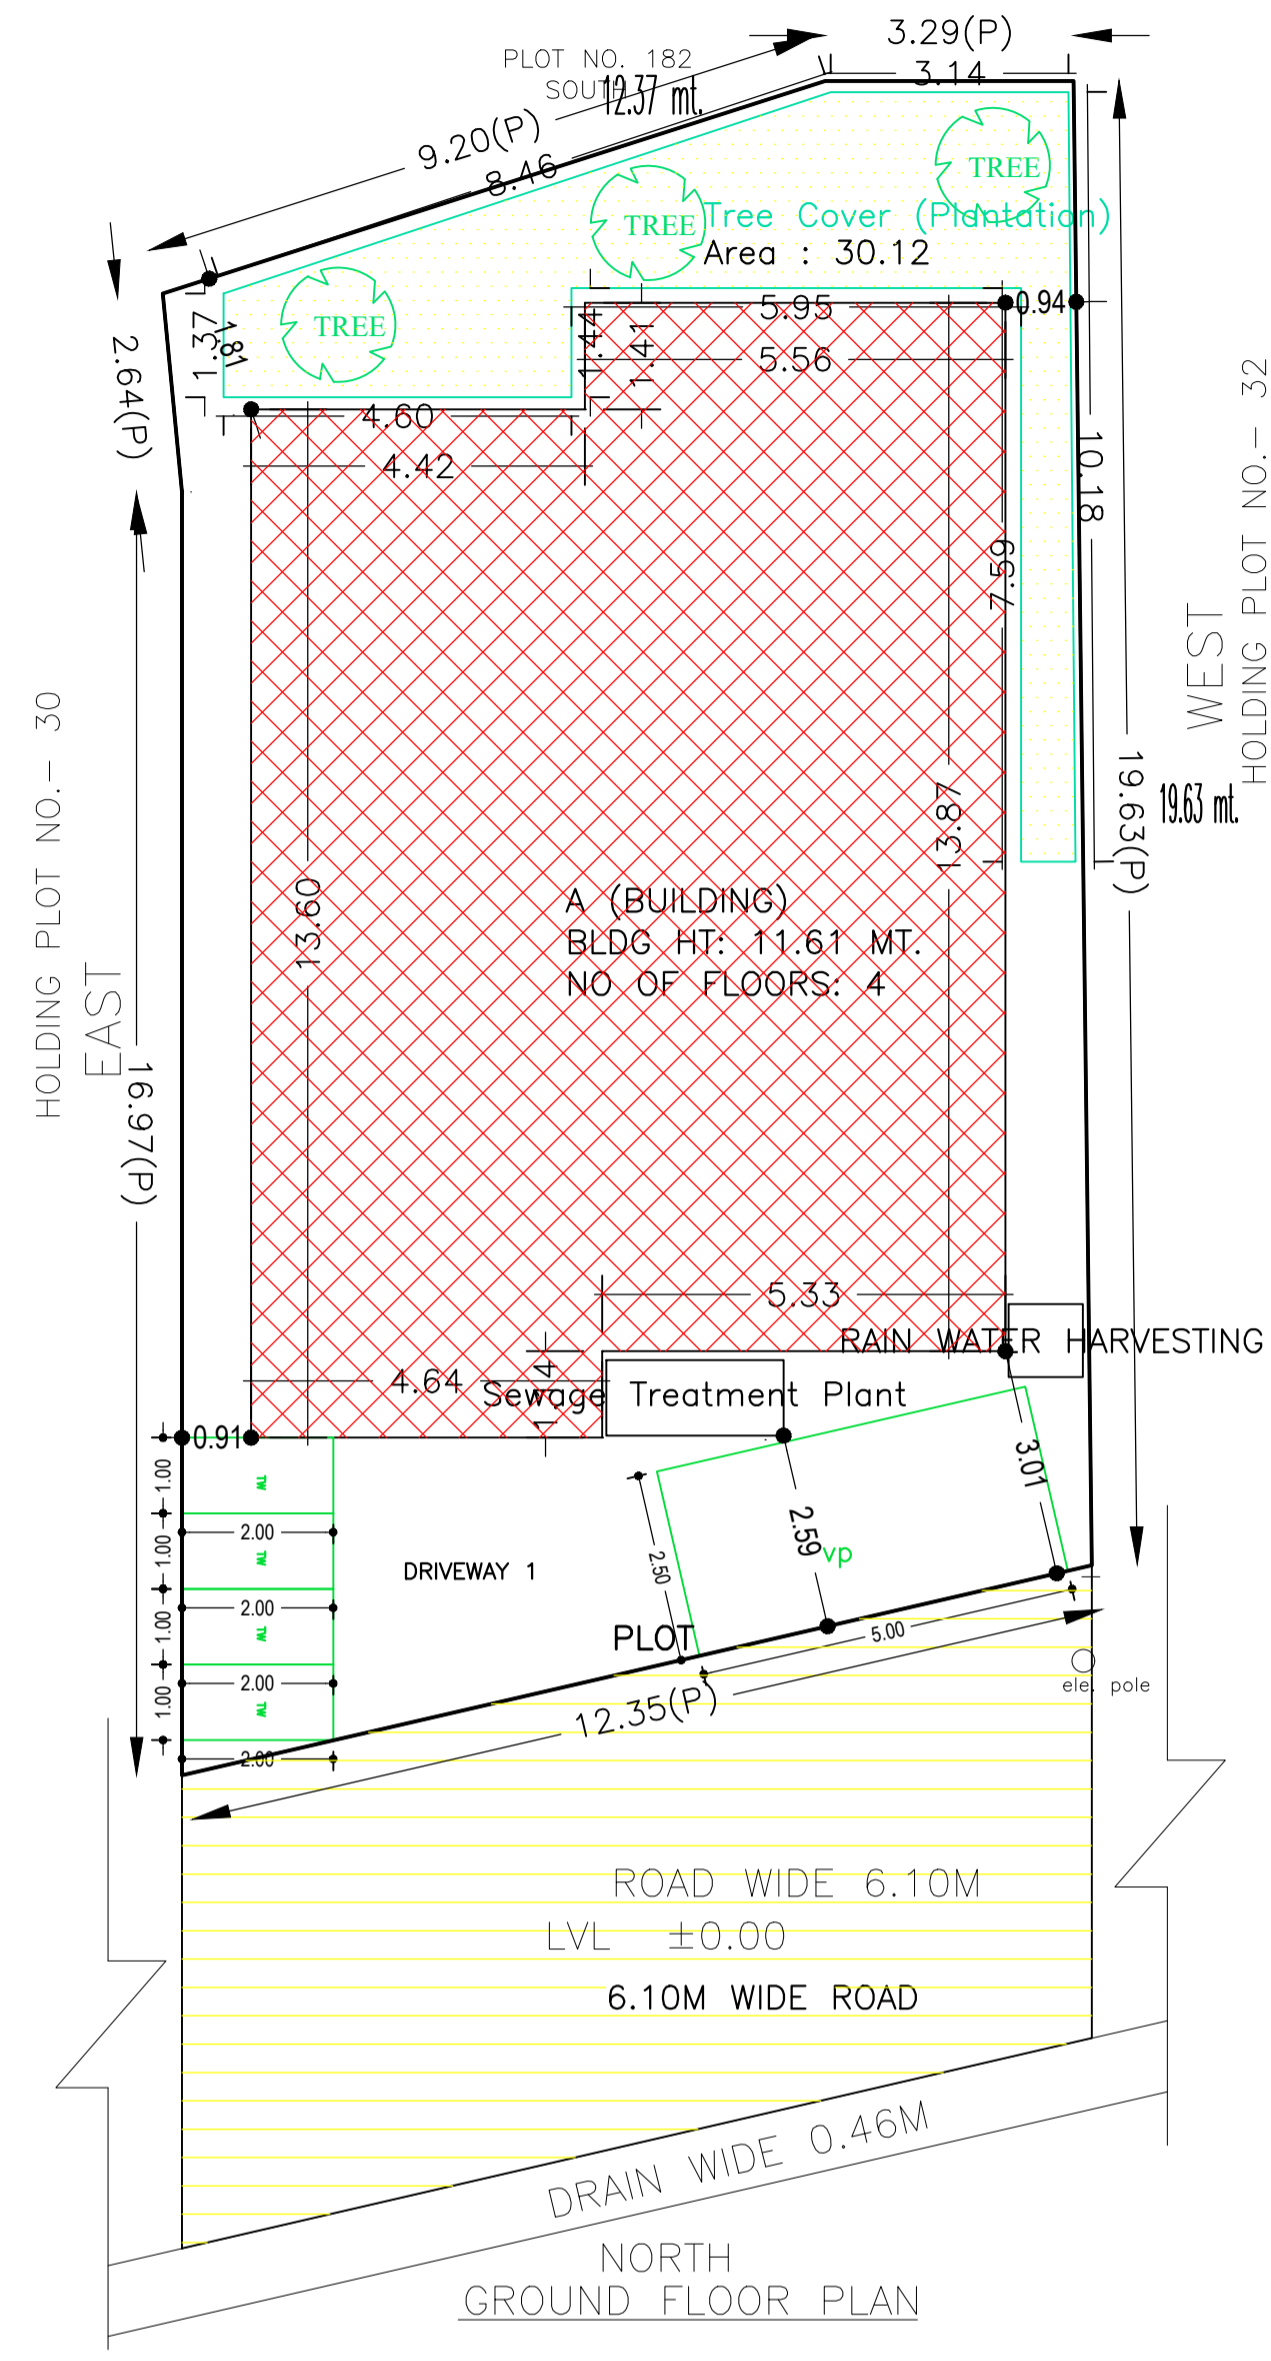 3.29(P)
3.14
PLOT NO. 182
SOUTH
12.37 mt.
9.20(P)
8.46
TREE
TREE
TREE
Tree Cover (Plantation)
Area : 30.12
2.64(P)
1.37
1.81
1.44
1.41
5.95
5.56
0.94
4.60
4.42
10.18
7.59
HOLDING PLOT NO.- 32
WEST
19.63(P)
19.63 mt.
HOLDING PLOT NO.- 30
EAST
16.97(P)
13.60
13.87
A (BUILDING)
BLDG HT: 11.61 MT.
NO OF FLOORS: 4
5.33
RAIN WATER HARVESTING
4.64
1.14
Sewage Treatment Plant
0.91
1.00
TW
2.00
1.00
TW
2.00
1.00
TW
2.00
1.00
TW
2.00
DRIVEWAY 1
3.01
2.59
vp
2.50
PLOT
5.00
12.35(P)
ele. pole
ROAD WIDE 6.10M
LVL ±0.00
6.10M WIDE ROAD
DRAIN WIDE 0.46M
NORTH
GROUND FLOOR PLAN